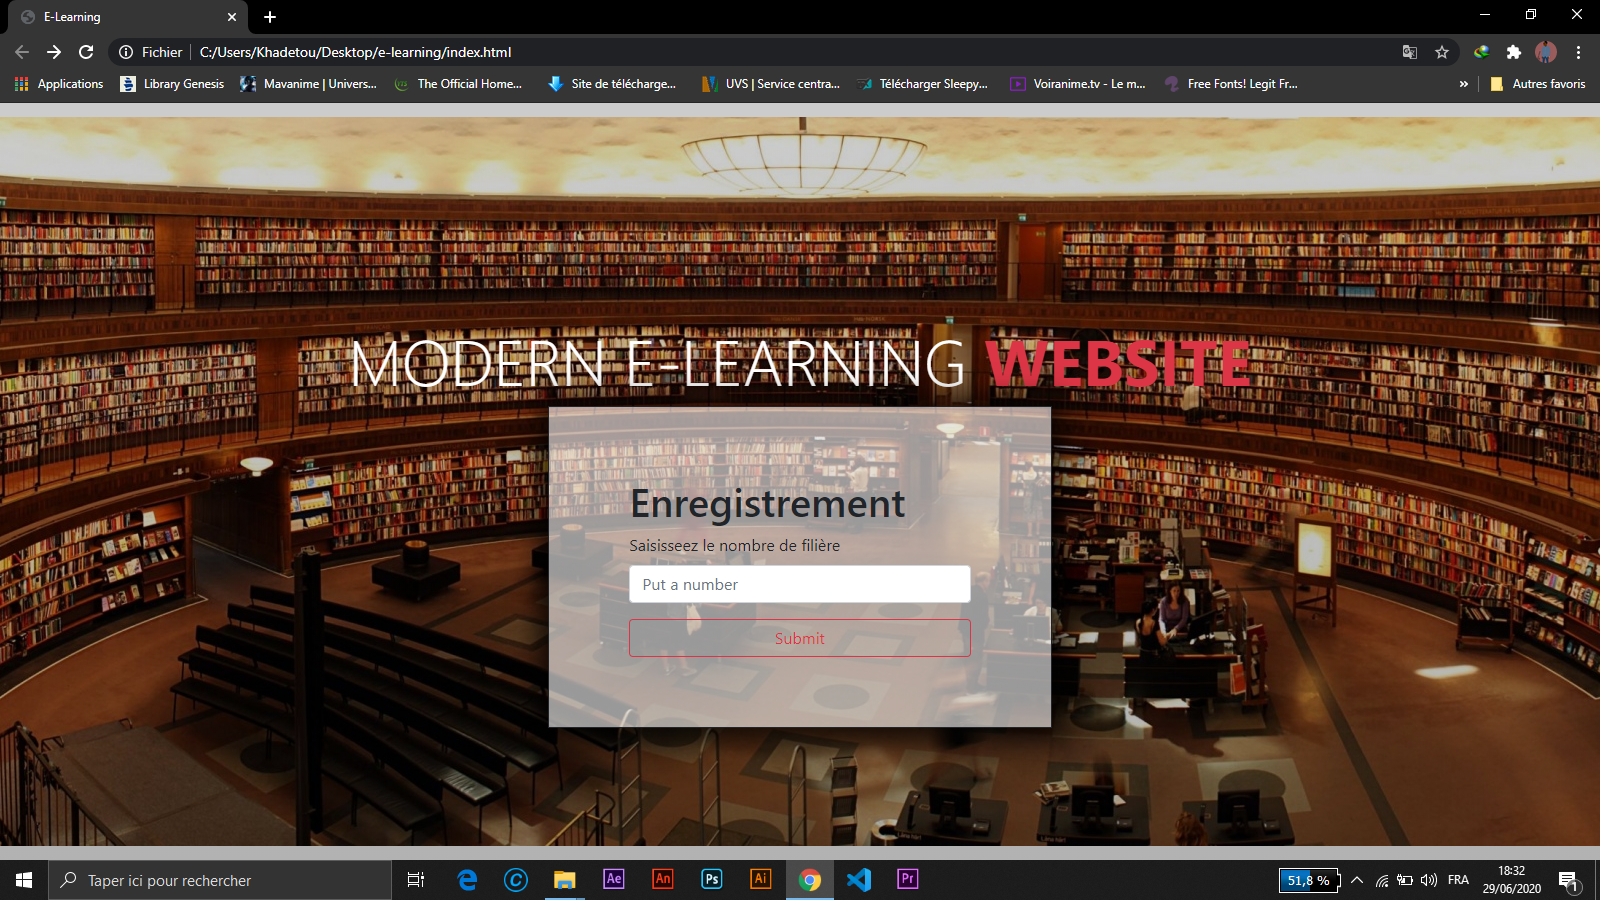 E-Learning
Fichier C:/Users/Khadetou/Desktop/e-learning/index.html
Applications Library Genesis Mavanime | Univers... The Official Home... Site de télécharge... UVS | Service centra... Télécharger Sleepy... Voiranime.tv - Le m... Free Fonts! Legit Fr... » Autres favoris
MODERN E-LEARNING WEBSITE
Enregistrement
Saisisseez le nombre de filière
Put a number
Submit
Taper ici pour rechercher
Ae An Ps Ai Pr
51,8 % FRA 18:32
29/06/2020 1